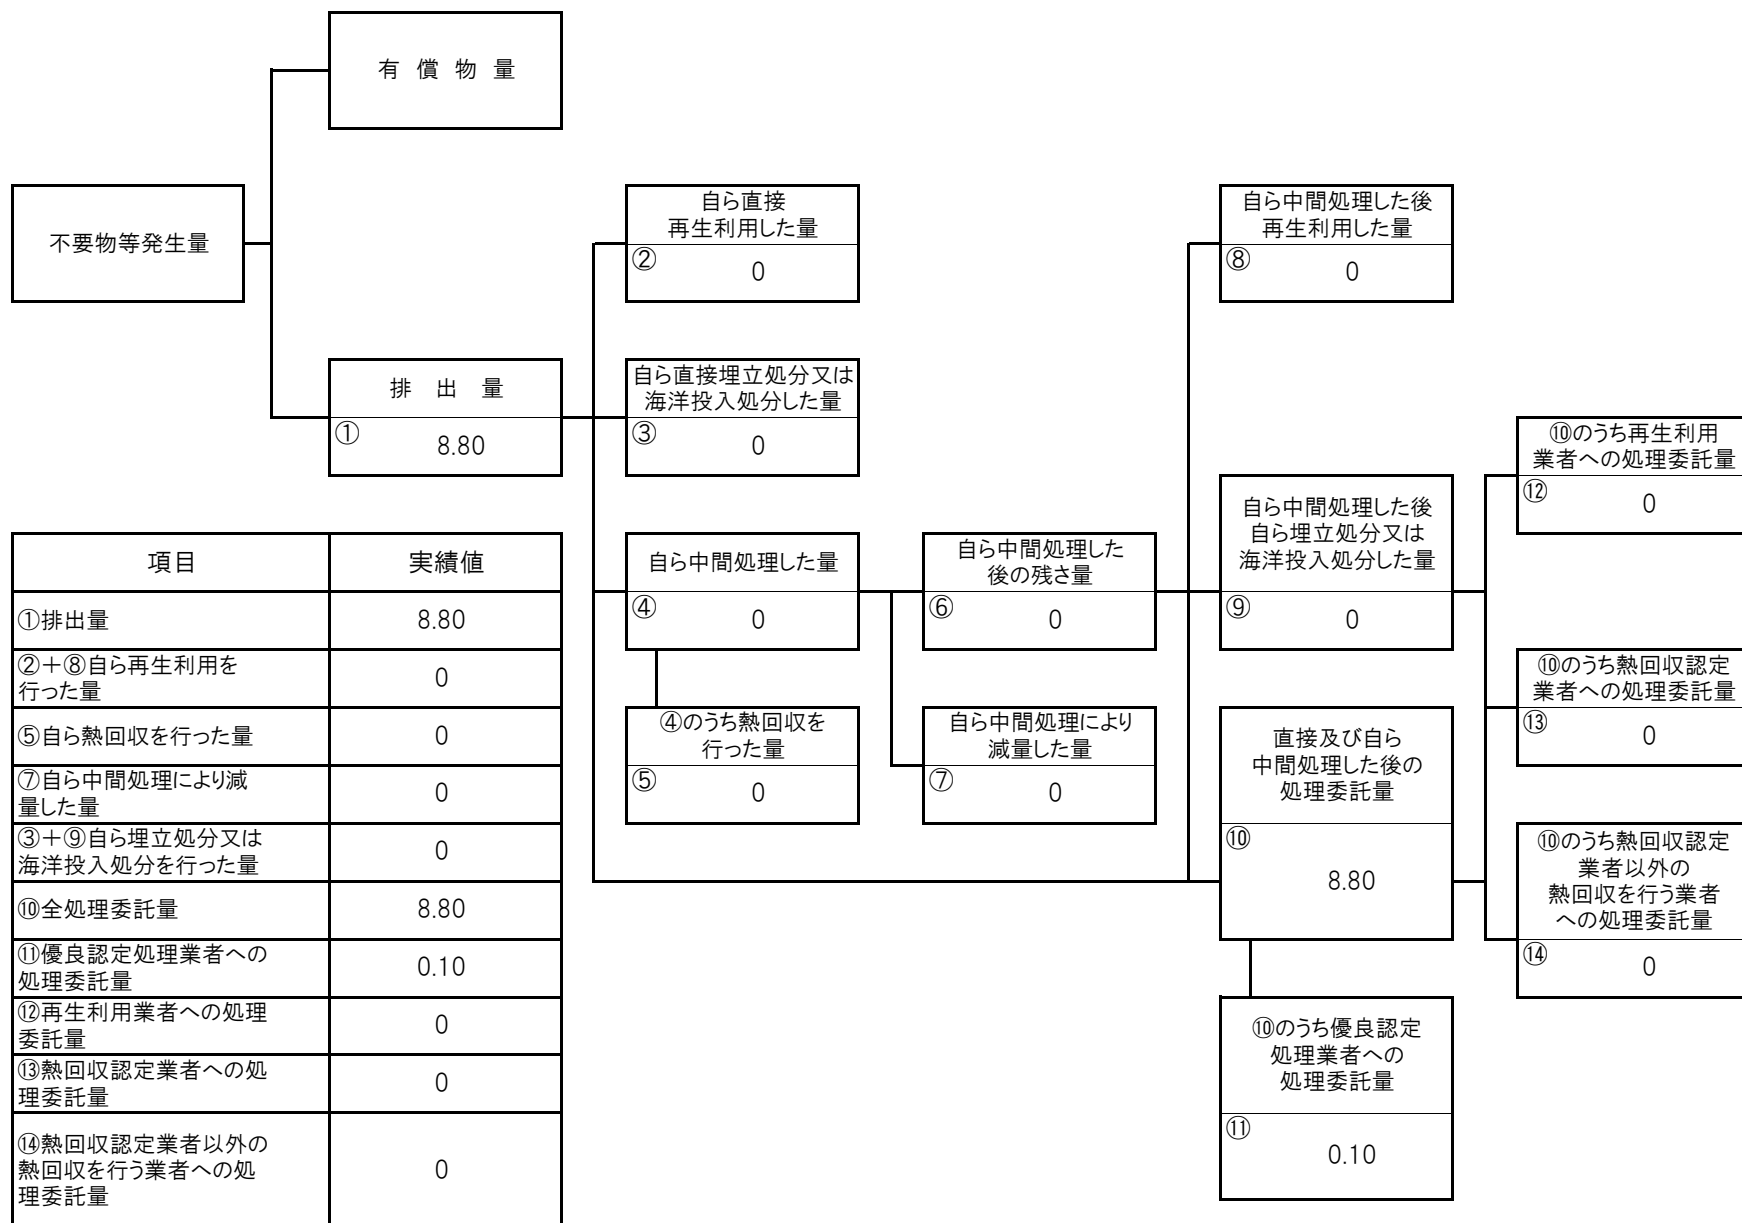 有 償 物 量
不要物等発生量
自ら直接
再生利用した量
②
0
自ら中間処理した後
再生利用した量
⑧
0
排 出 量
①
8.80
自ら直接埋立処分又は
海洋投入処分した量
③
0
⑩のうち再生利用
業者への処理委託量
⑫
0
自ら中間処理した後
自ら埋立処分又は
海洋投入処分した量
⑨
0
自ら中間処理した量
④
0
自ら中間処理した
後の残さ量
⑥
0
⑩のうち熱回収認定
業者への処理委託量
⑬
0
④のうち熱回収を
行った量
⑤
0
自ら中間処理により
減量した量
⑦
0
直接及び自ら
中間処理した後の
処理委託量
⑩
8.80
⑩のうち熱回収認定
業者以外の
熱回収を行う業者
への処理委託量
⑭
0
⑩のうち優良認定
処理業者への
処理委託量
⑪
0.10
項目 実績値
①排出量 8.80
②＋⑧自ら再生利用を
行った量
0
⑤自ら熱回収を行った量 0
⑦自ら中間処理により減
量した量
0
③＋⑨自ら埋立処分又は
海洋投入処分を行った量
0
⑩全処理委託量 8.80
⑪優良認定処理業者への
処理委託量
0.10
⑫再生利用業者への処理
委託量
0
⑬熱回収認定業者への処
理委託量
0
⑭熱回収認定業者以外の
熱回収を行う業者への処
理委託量
0